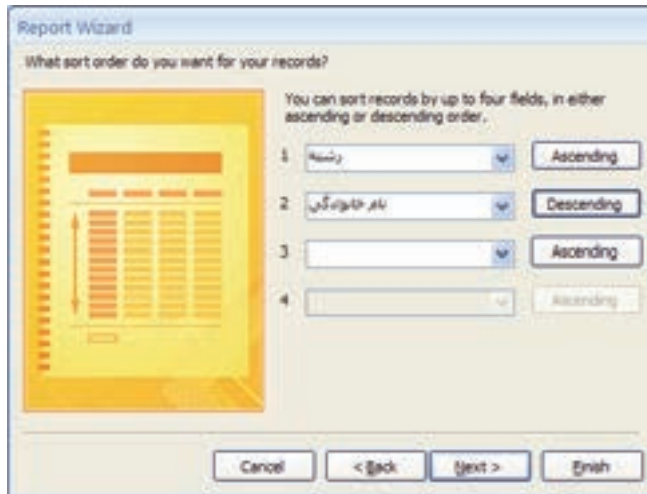 Report Wizard
What sort order do you want for your records?
You can sort records by up to four fields, in either
ascending or descending order.
1 رشته Ascending
2 نام خانوادگی Descending
3 Ascending
4 Ascending
Cancel < Back Next > Finish